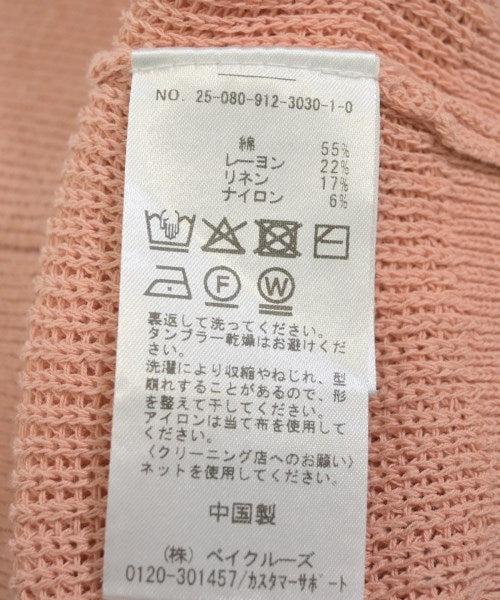 NO. 25-080-912-3030-1-0
綿 55%
レーヨン 22%
リネン 17%
ナイロン 6%
F W
裏返して洗ってください。
タンブラー乾燥はお避けくだ
さい。
洗濯により収縮やねじれ、型
崩れすることがあるので、形
を整えて干してください。
アイロンは当て布を使用して
ください。
〈クリーニング店へのお願い〉
ネットを使用してください。
中国製
(株) ベイクルーズ
0120-301457/カスタマーサポート